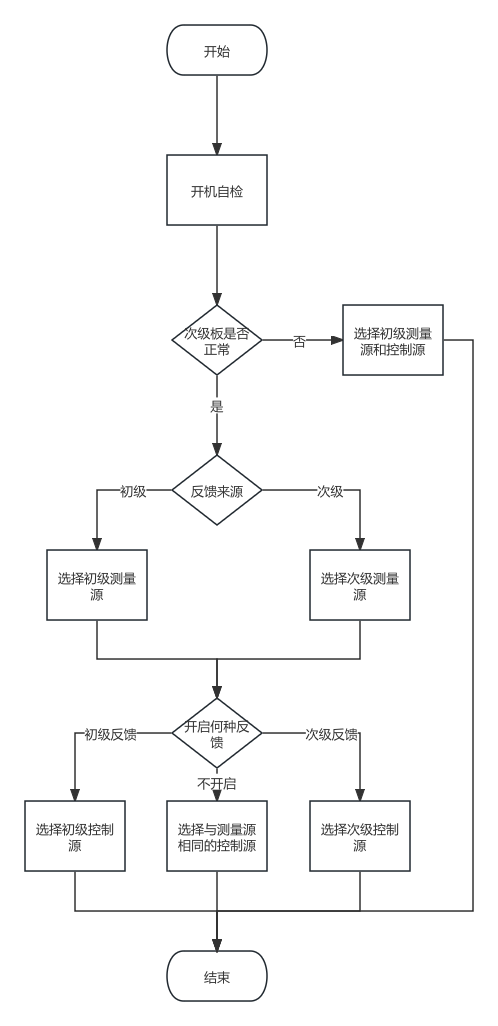 开始
开机自检
次级板是否
正常
否
选择初级测量
源和控制源
是
初级
反馈来源
次级
选择初级测量
源
选择次级测量
源
初级反馈
开启何种反
馈
次级反馈
不开启
选择初级控制
源
选择与测量源
相同的控制源
选择次级控制
源
结束